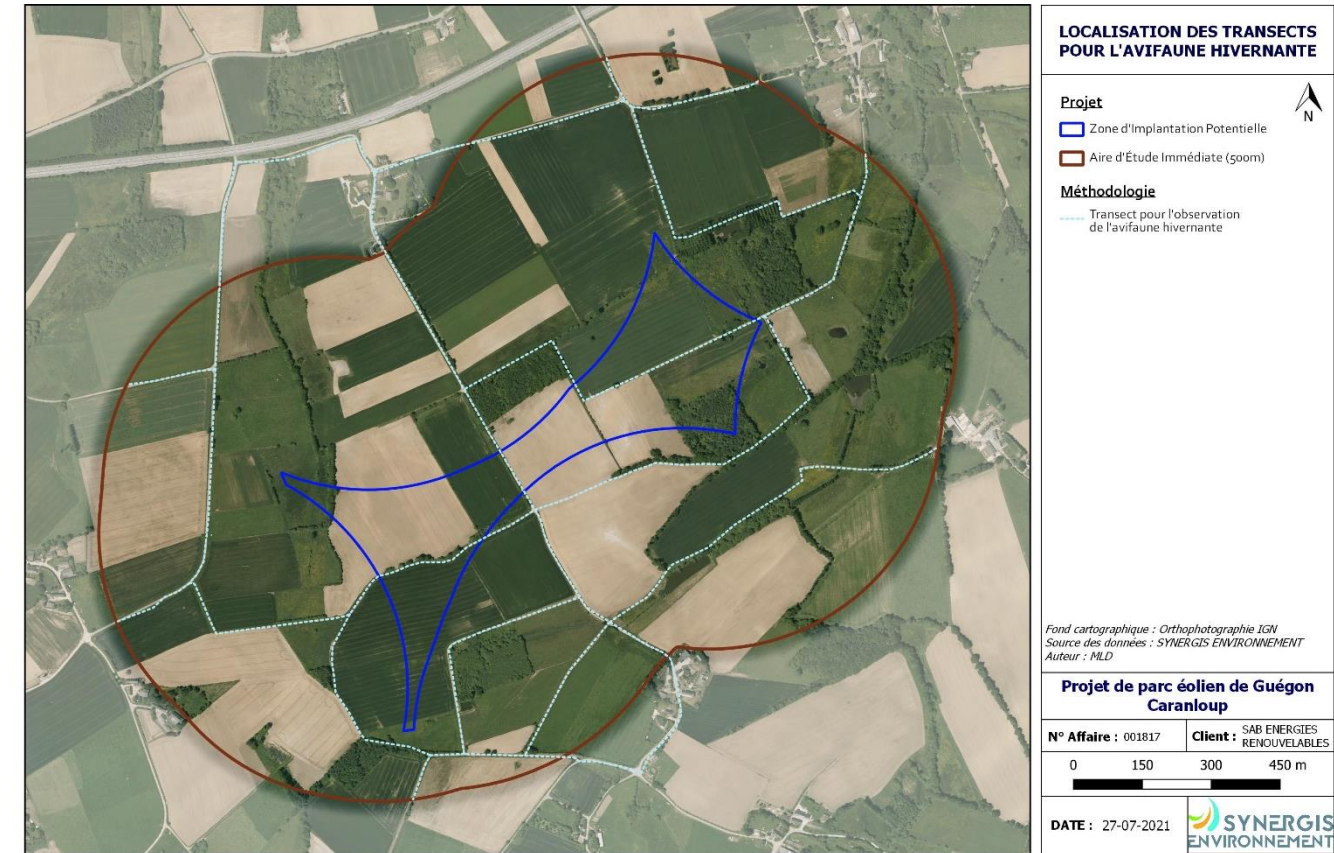 LOCALISATION DES TRANSECTS
POUR L'AVIFAUNE HIVERNANTE
Projet
N
Zone d'Implantation Potentielle
Aire d'Étude Immédiate (500m)
Méthodologie
Transect pour l'observation
de l'avifaune hivernante
Fond cartographique : Orthophotographie IGN
Source des données : SYNERGIS ENVIRONNEMENT
Auteur : MLD
Projet de parc éolien de Guégon
Caranloup
N° Affaire : 001817
Client : SAB ENERGIES
RENOUVELABLES
0 150 300 450 m
DATE : 27-07-2021
SYNERGIS
ENVIRONNEMENT